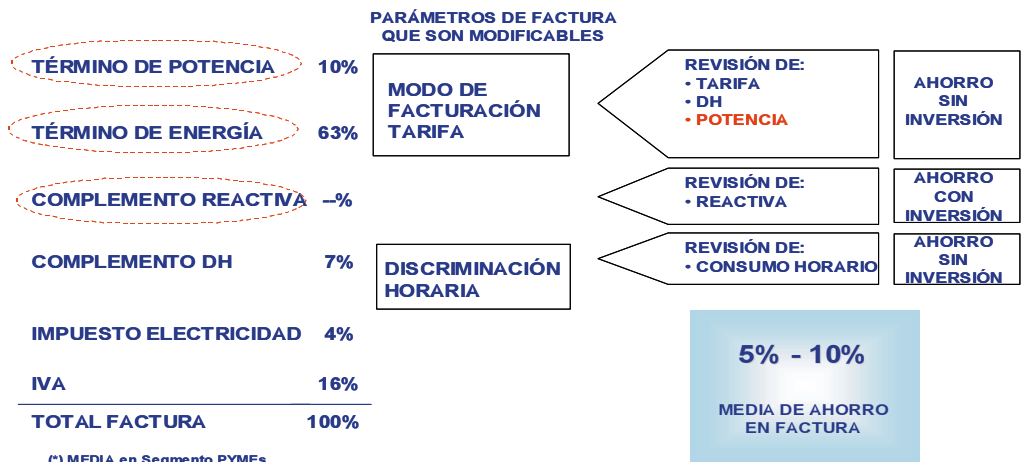 PARÁMETROS DE FACTURA
QUE SON MODIFICABLES
TÉRMINO DE POTENCIA 10%
TÉRMINO DE ENERGÍA 63%
COMPLEMENTO REACTIVA --%
COMPLEMENTO DH 7%
IMPUESTO ELECTRICIDAD 4%
IVA 16%
TOTAL FACTURA 100%
(*) MEDIA en Segmento PYMEs
MODO DE
FACTURACIÓN
TARIFA
DISCRIMINACIÓN
HORARIA
REVISIÓN DE:
• TARIFA
• DH
• POTENCIA
AHORRO
SIN
INVERSIÓN
REVISIÓN DE:
• REACTIVA
AHORRO
CON
INVERSIÓN
REVISIÓN DE:
• CONSUMO HORARIO
AHORRO
SIN
INVERSIÓN
5% - 10%
MEDIA DE AHORRO
EN FACTURA